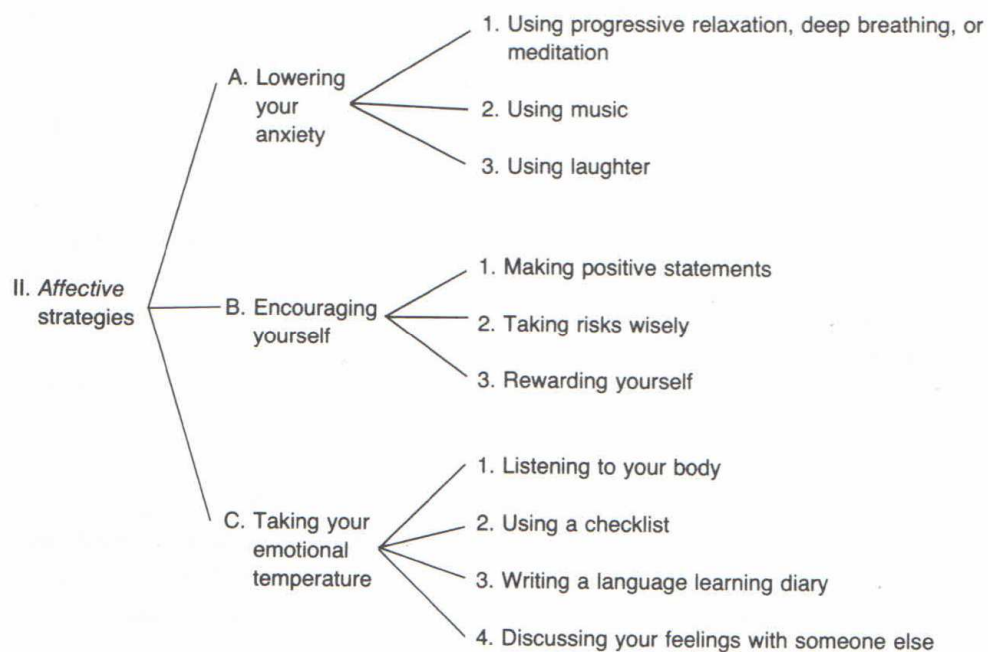 II. Affective
strategies
A. Lowering
your
anxiety
1. Using progressive relaxation, deep breathing, or
meditation
2. Using music
3. Using laughter
B. Encouraging
yourself
1. Making positive statements
2. Taking risks wisely
3. Rewarding yourself
C. Taking your
emotional
temperature
1. Listening to your body
2. Using a checklist
3. Writing a language learning diary
4. Discussing your feelings with someone else